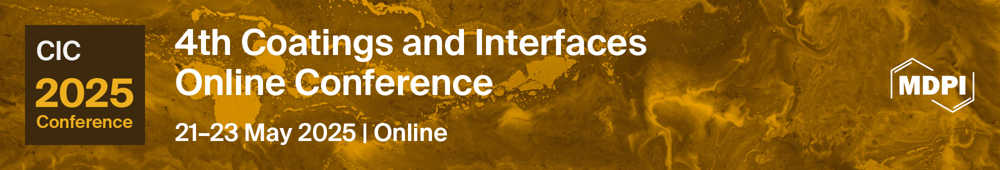 CIC
2025
Conference
4th Coatings and Interfaces
Online Conference
21–23 May 2025 | Online
MDPI